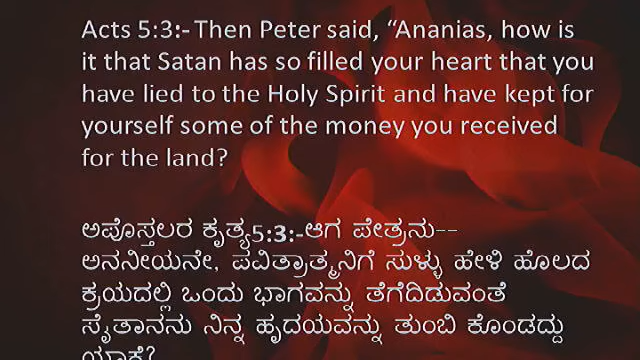 Acts 5:3:- Then Peter said, “Ananias, how is
it that Satan has so filled your heart that you
have lied to the Holy Spirit and have kept for
yourself some of the money you received
for the land?
ಅಪೊಸ್ತಲರ ಕೃತ್ಯ5:3:-ಆಗ ಪೇತ್ರನು--
ಅನನೀಯನೇ, ಪವಿತ್ರಾತ್ಮನಿಗೆ ಸುಳ್ಳು ಹೇಳಿ ಹೊಲದ
ಕ್ರಯದಲ್ಲಿ ಒಂದು ಭಾಗವನ್ನು ತೆಗೆದಿಡುವಂತೆ
ಸೈತಾನನು ನಿನ್ನ ಹೃದಯವನ್ನು ತುಂಬಿ ಕೊಂಡದ್ದು
ಯಾಕೆ?